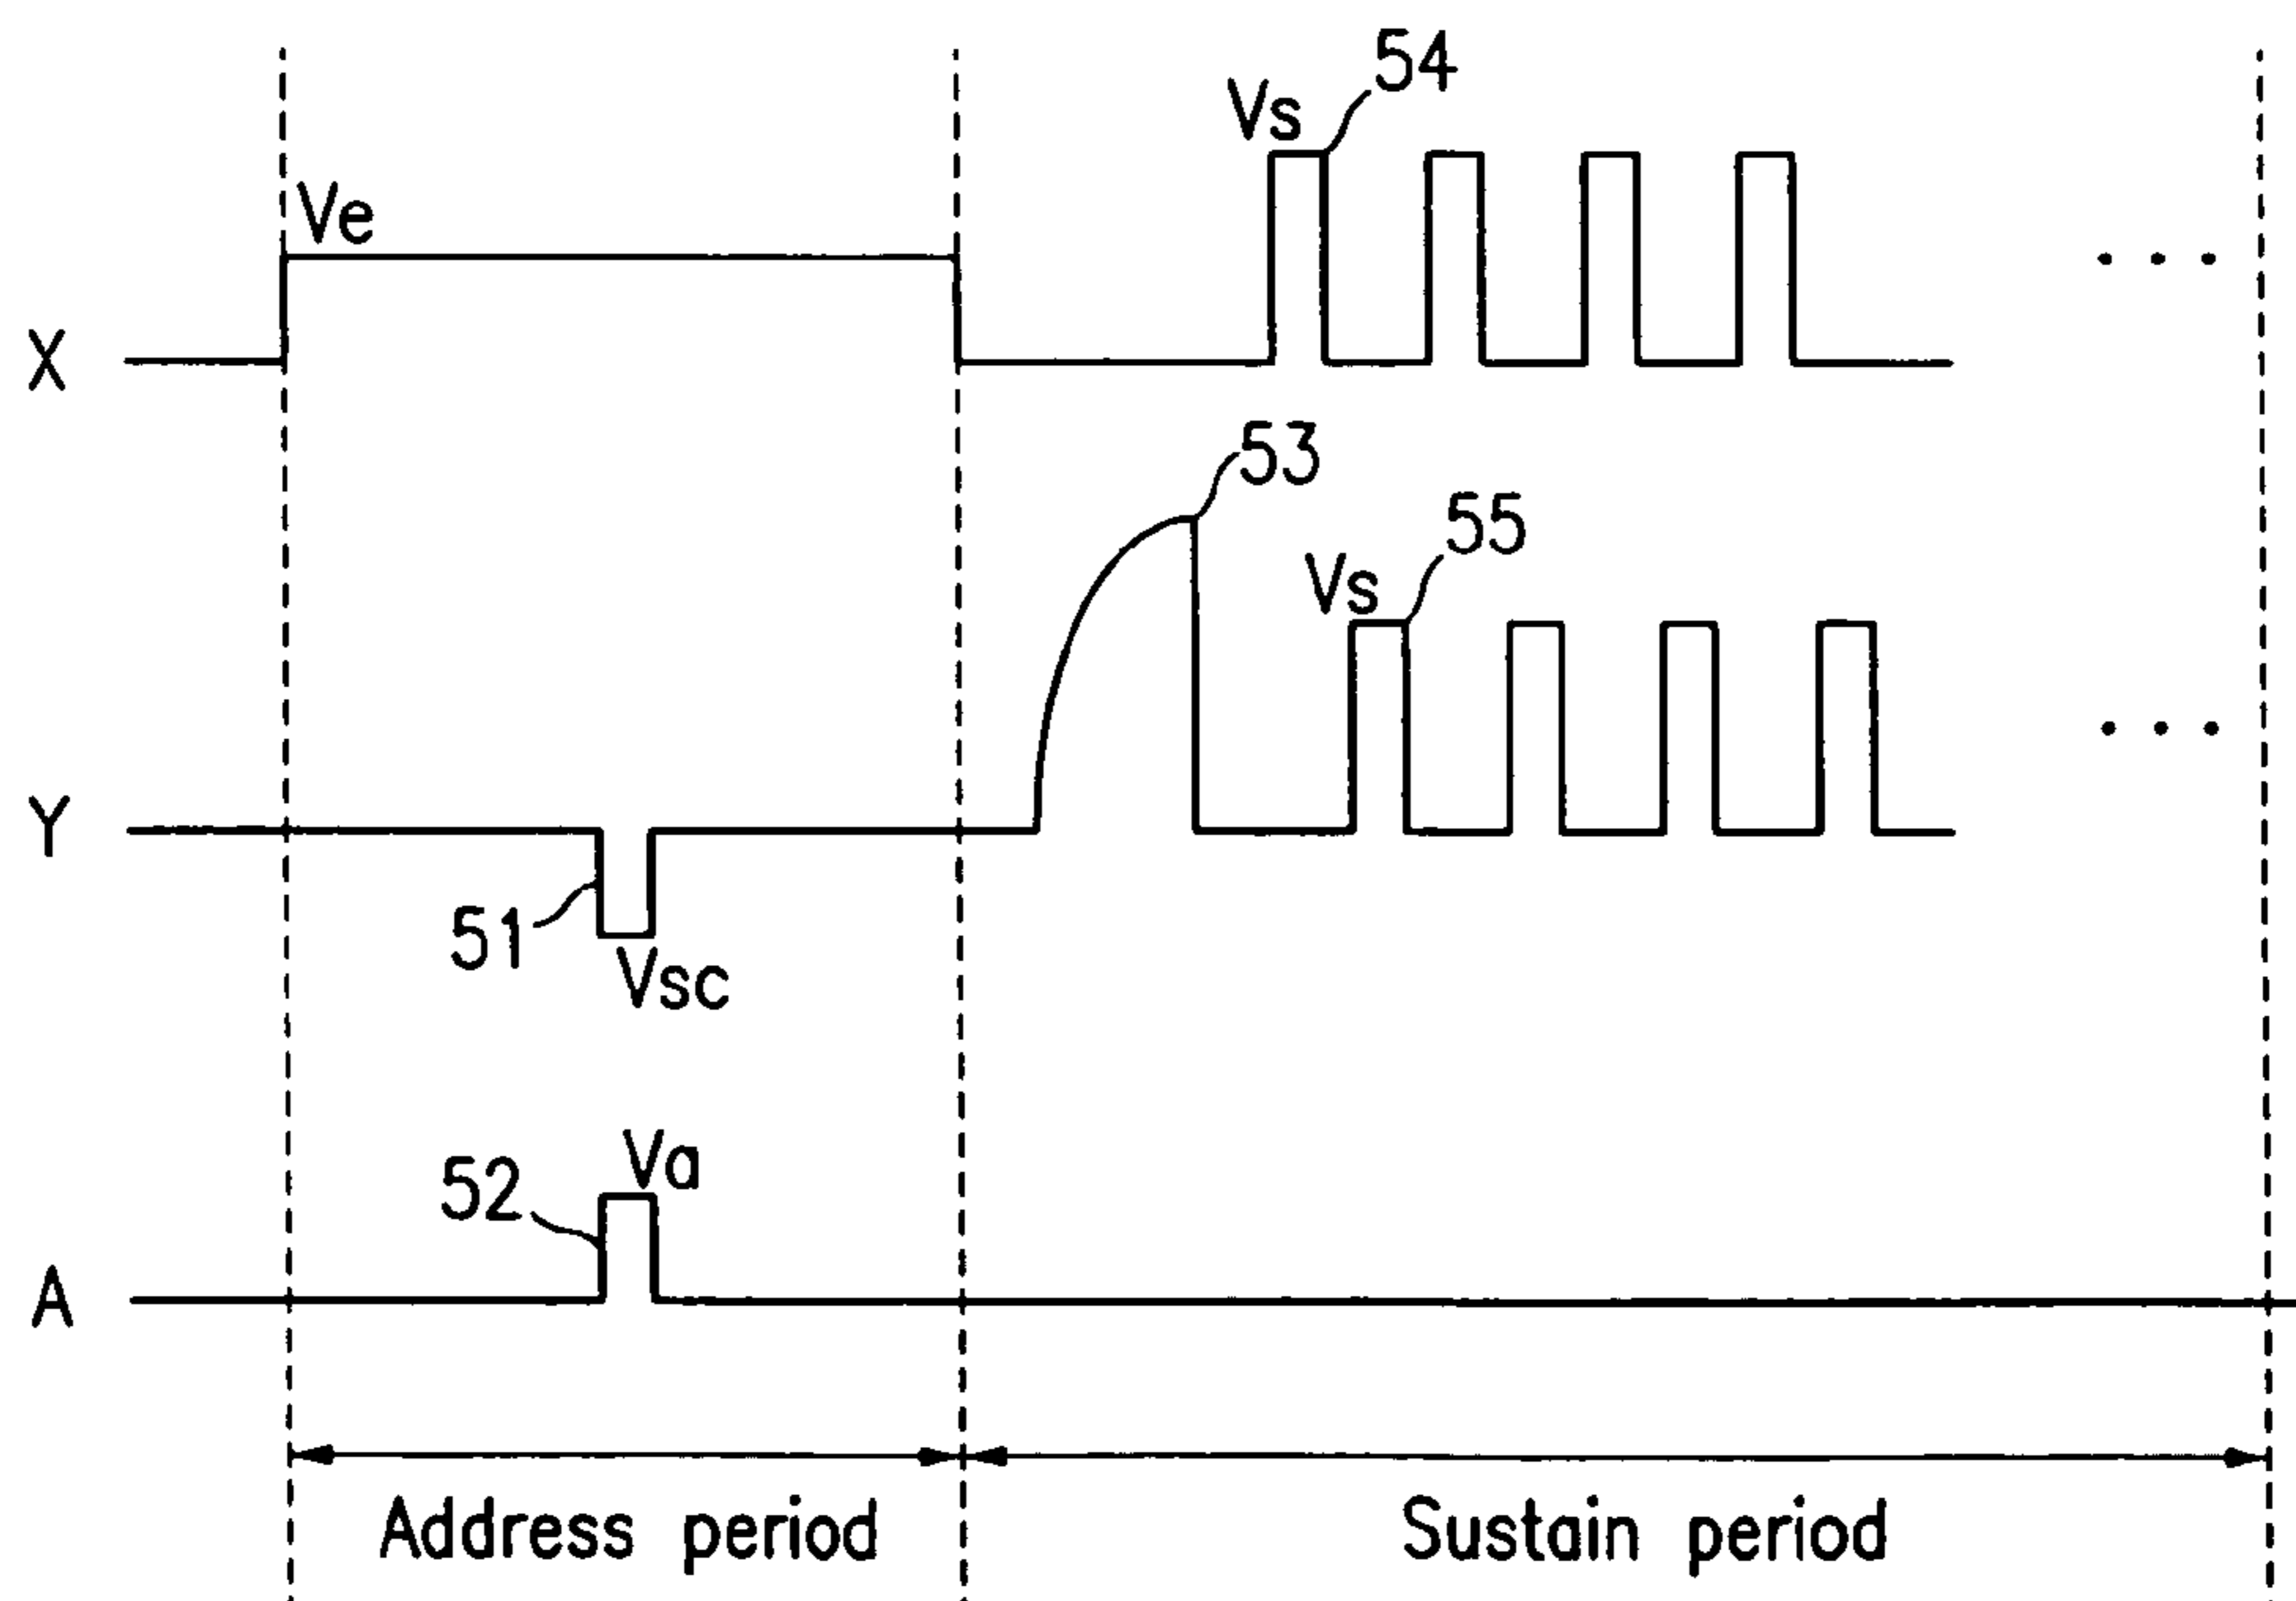 54
Vs
Ve
X
53
55
Vs
Y
51
Vsc
Va
52
A
Address period
Sustain period